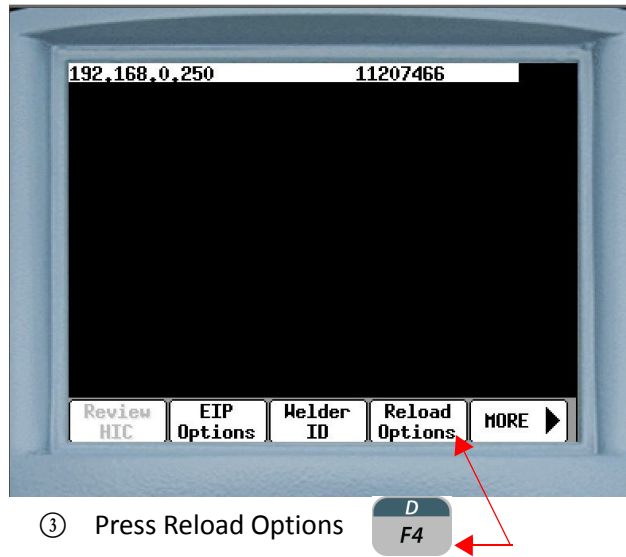 192.168.0.250 11207466
Review HIC
EIP Options
Welder ID
Reload Options
MORE
③ Press Reload Options
D
F4